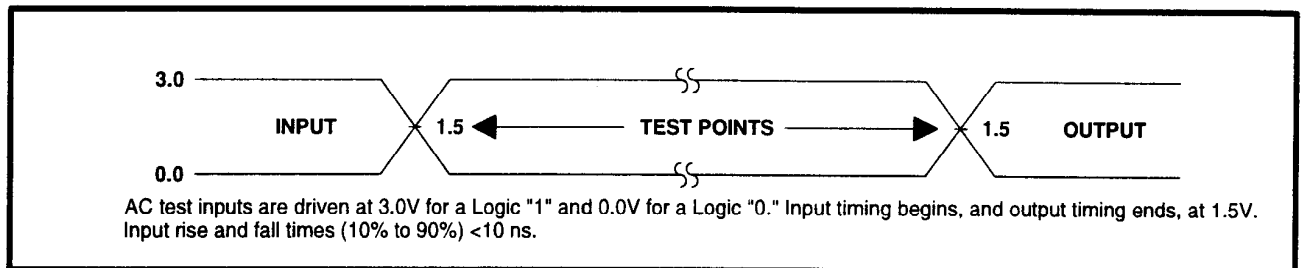 3.0
INPUT 1.5 TEST POINTS 1.5 OUTPUT
0.0
AC test inputs are driven at 3.0V for a Logic "1" and 0.0V for a Logic "0." Input timing begins, and output timing ends, at 1.5V.
Input rise and fall times (10% to 90%) <10 ns.